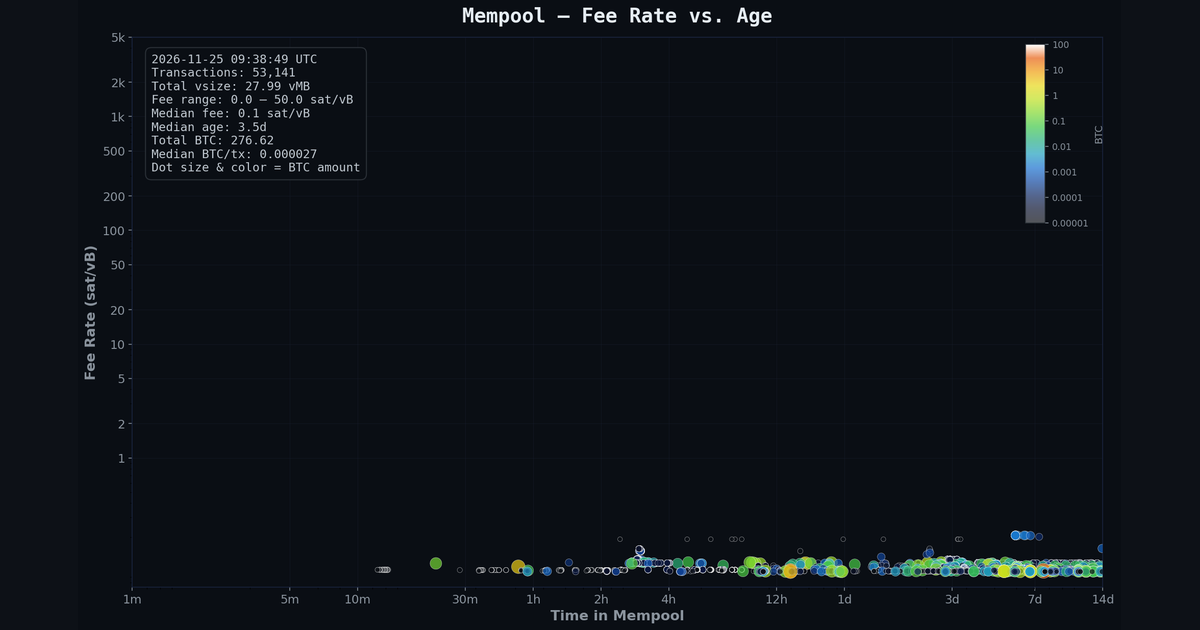 Mempool — Fee Rate vs. Age
5k
2k
1k
500
200
100
50
20
10
5
2
1
Fee Rate (sat/vB)
2026-11-25 09:38:49 UTC
Transactions: 53,141
Total vsize: 27.99 vMB
Fee range: 0.0 – 50.0 sat/vB
Median fee: 0.1 sat/vB
Median age: 3.5d
Total BTC: 276.62
Median BTC/tx: 0.000027
Dot size & color = BTC amount
100
10
1
0.1
0.01
0.001
0.0001
0.00001
BTC
1m 5m 10m 30m 1h 2h 4h 12h 1d 3d 7d 14d
Time in Mempool